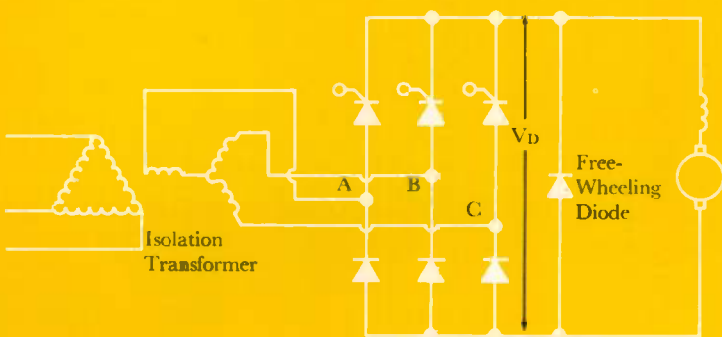 A
B
C
VD
Isolation
Transformer
Free-
Wheeling
Diode